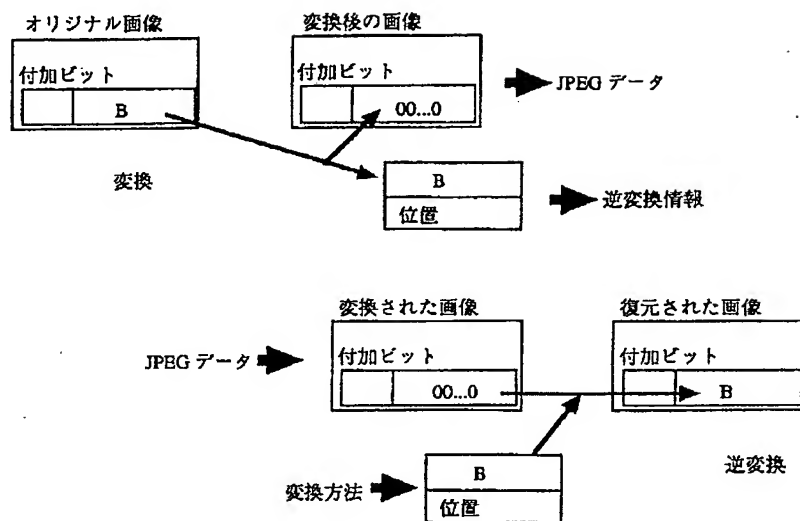 オリジナル画像
付加ビット
B
変換後の画像
付加ビット
00...0
JPEG データ
変換
B
位置
逆変換情報
変換された画像
JPEG データ
付加ビット
00...0
復元された画像
付加ビット
B
逆変換
変換方法
B
位置